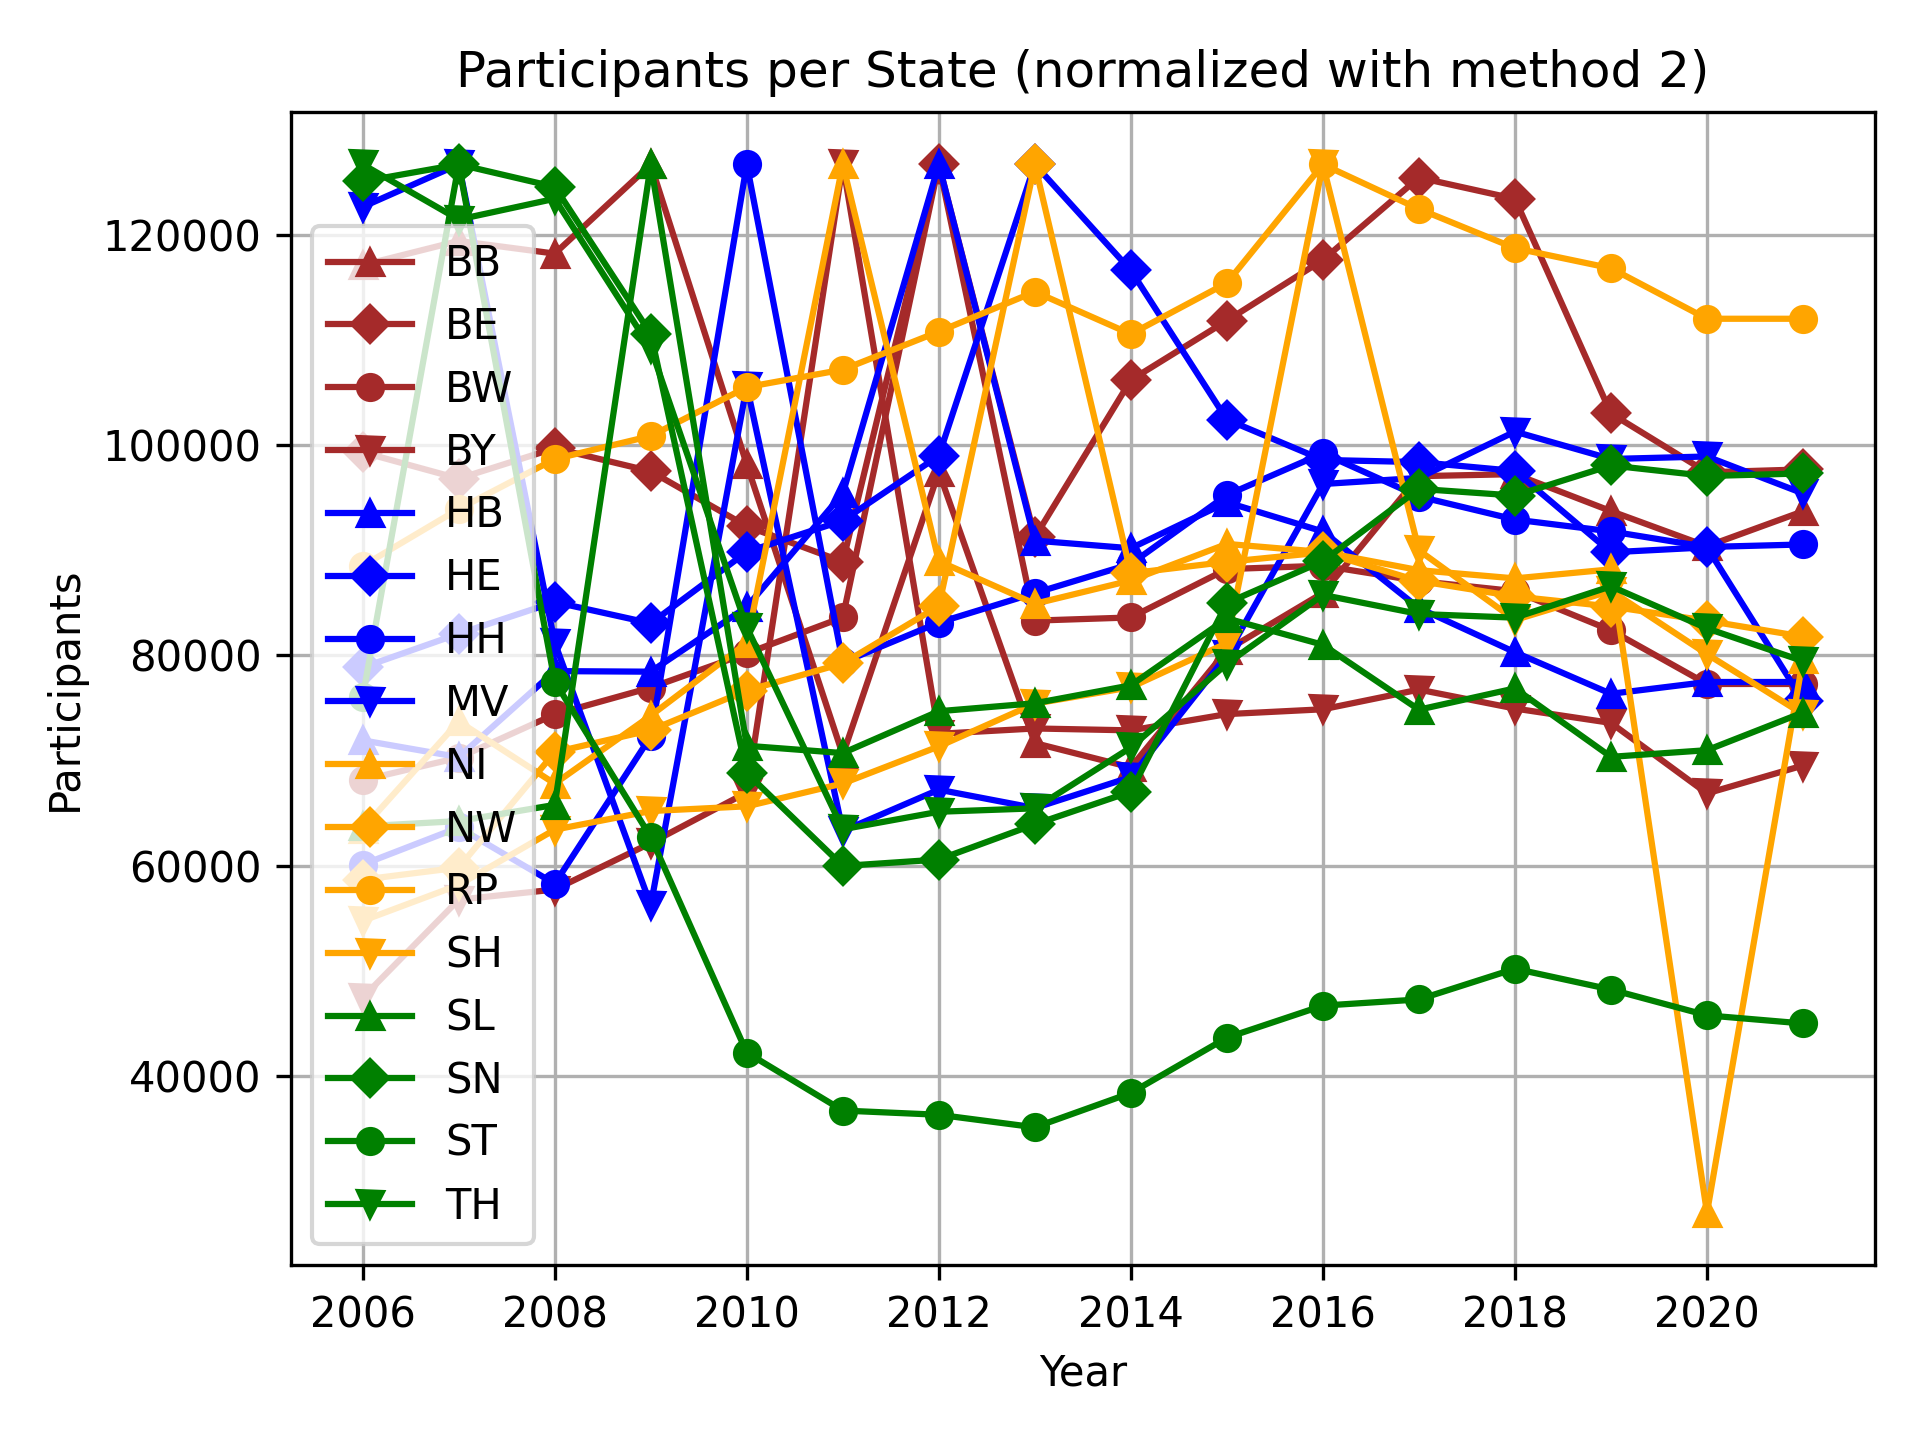 Participants per State (normalized with method 2)
Participants
120000
100000
80000
60000
40000
BB
BE
BW
BY
HB
HE
HH
MV
NI
NW
RP
SH
SL
SN
ST
TH
2006 2008 2010 2012 2014 2016 2018 2020
Year